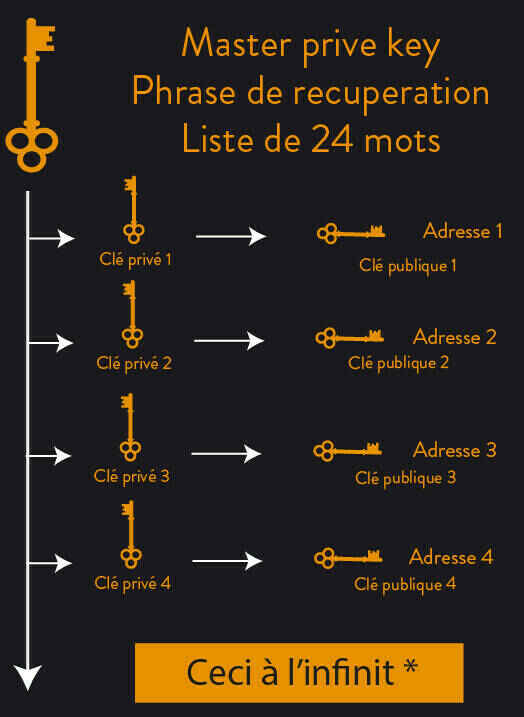 Master prive key
Phrase de recuperation
Liste de 24 mots
Clé privé 1
Adresse 1
Clé publique 1
Clé privé 2
Adresse 2
Clé publique 2
Clé privé 3
Adresse 3
Clé publique 3
Clé privé 4
Adresse 4
Clé publique 4
Ceci à l'infinit *